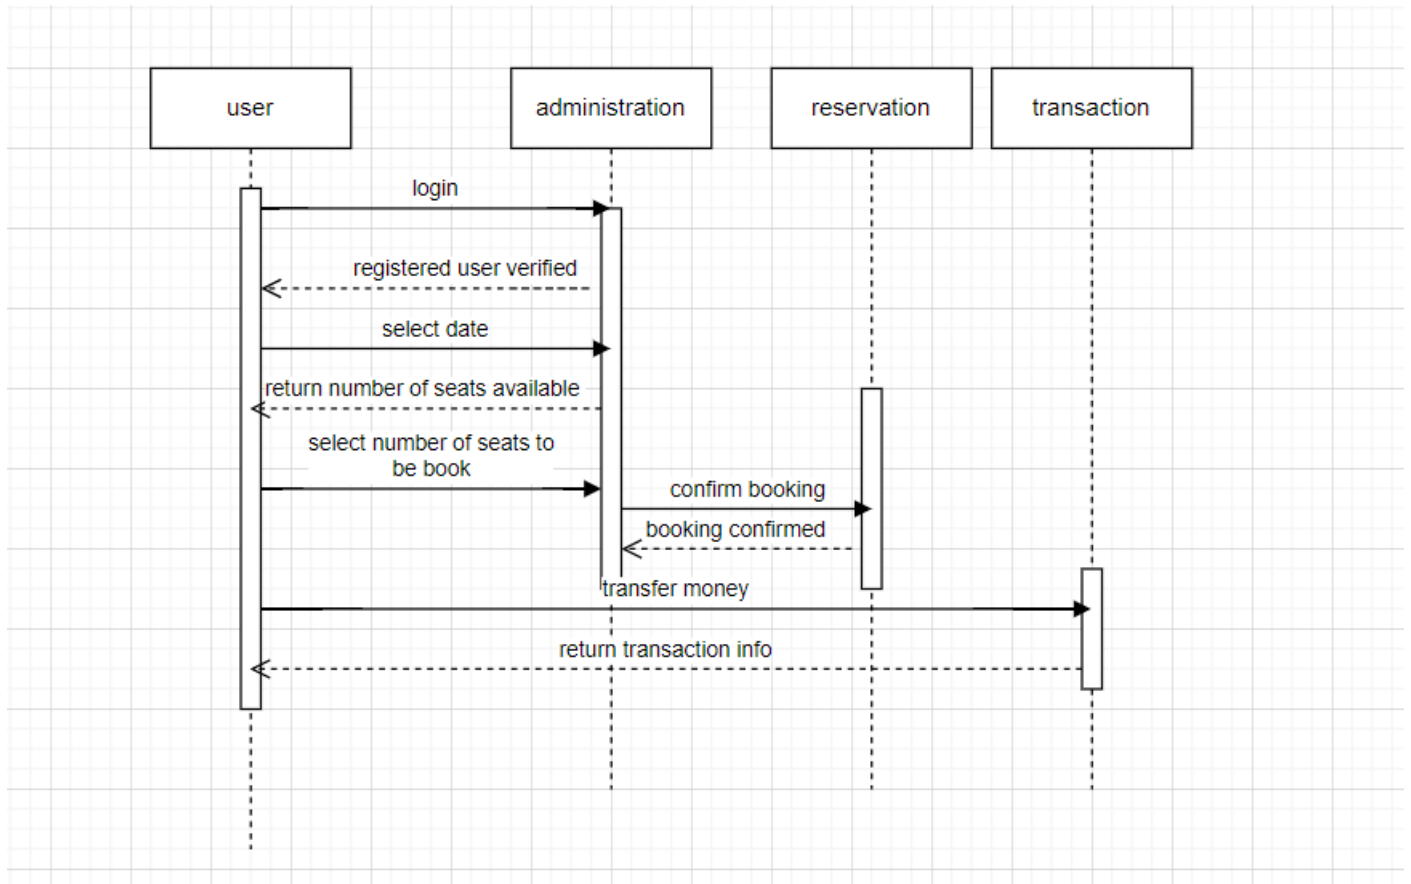 user
administration
reservation
transaction
login
registered user verified
select date
return number of seats available
select number of seats to
be book
confirm booking
booking confirmed
transfer money
return transaction info